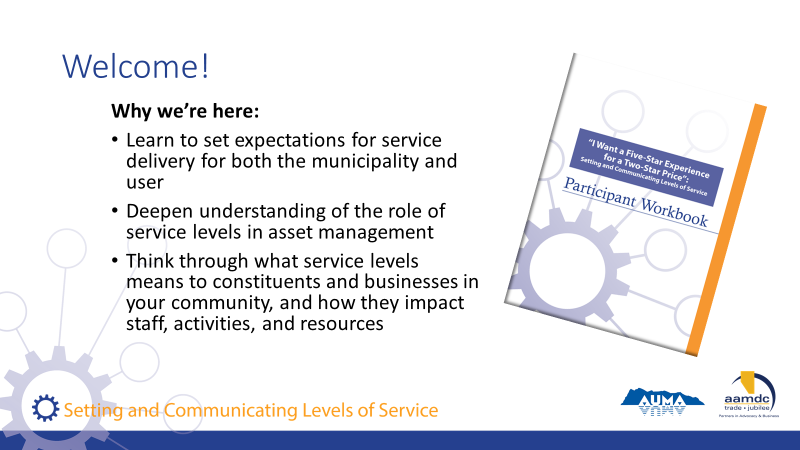 Welcome!
Why we’re here:
• Learn to set expectations for service
delivery for both the municipality and
user
• Deepen understanding of the role of
service levels in asset management
• Think through what service levels
means to constituents and businesses in
your community, and how they impact
staff, activities, and resources
“I Want a Five-Star Experience
for a Two-Star Price”:
Setting and Communicating Levels of Service
Participant Workbook
Setting and Communicating Levels of Service
AUMA
aamdc
trade • jubilee
Partners in Advocacy & Business